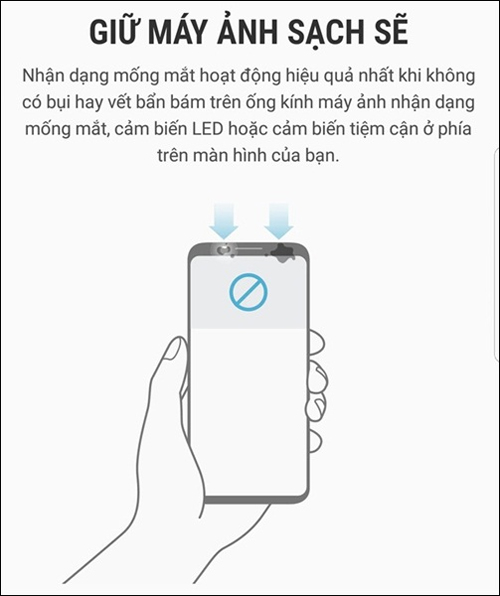 GIỮ MÁY ẢNH SẠCH SẼ
Nhận dạng mống mắt hoạt động hiệu quả nhất khi không
có bụi hay vết bẩn bám trên ống kính máy ảnh nhận dạng
mống mắt, cảm biến LED hoặc cảm biến tiệm cận ở phía
trên màn hình của bạn.